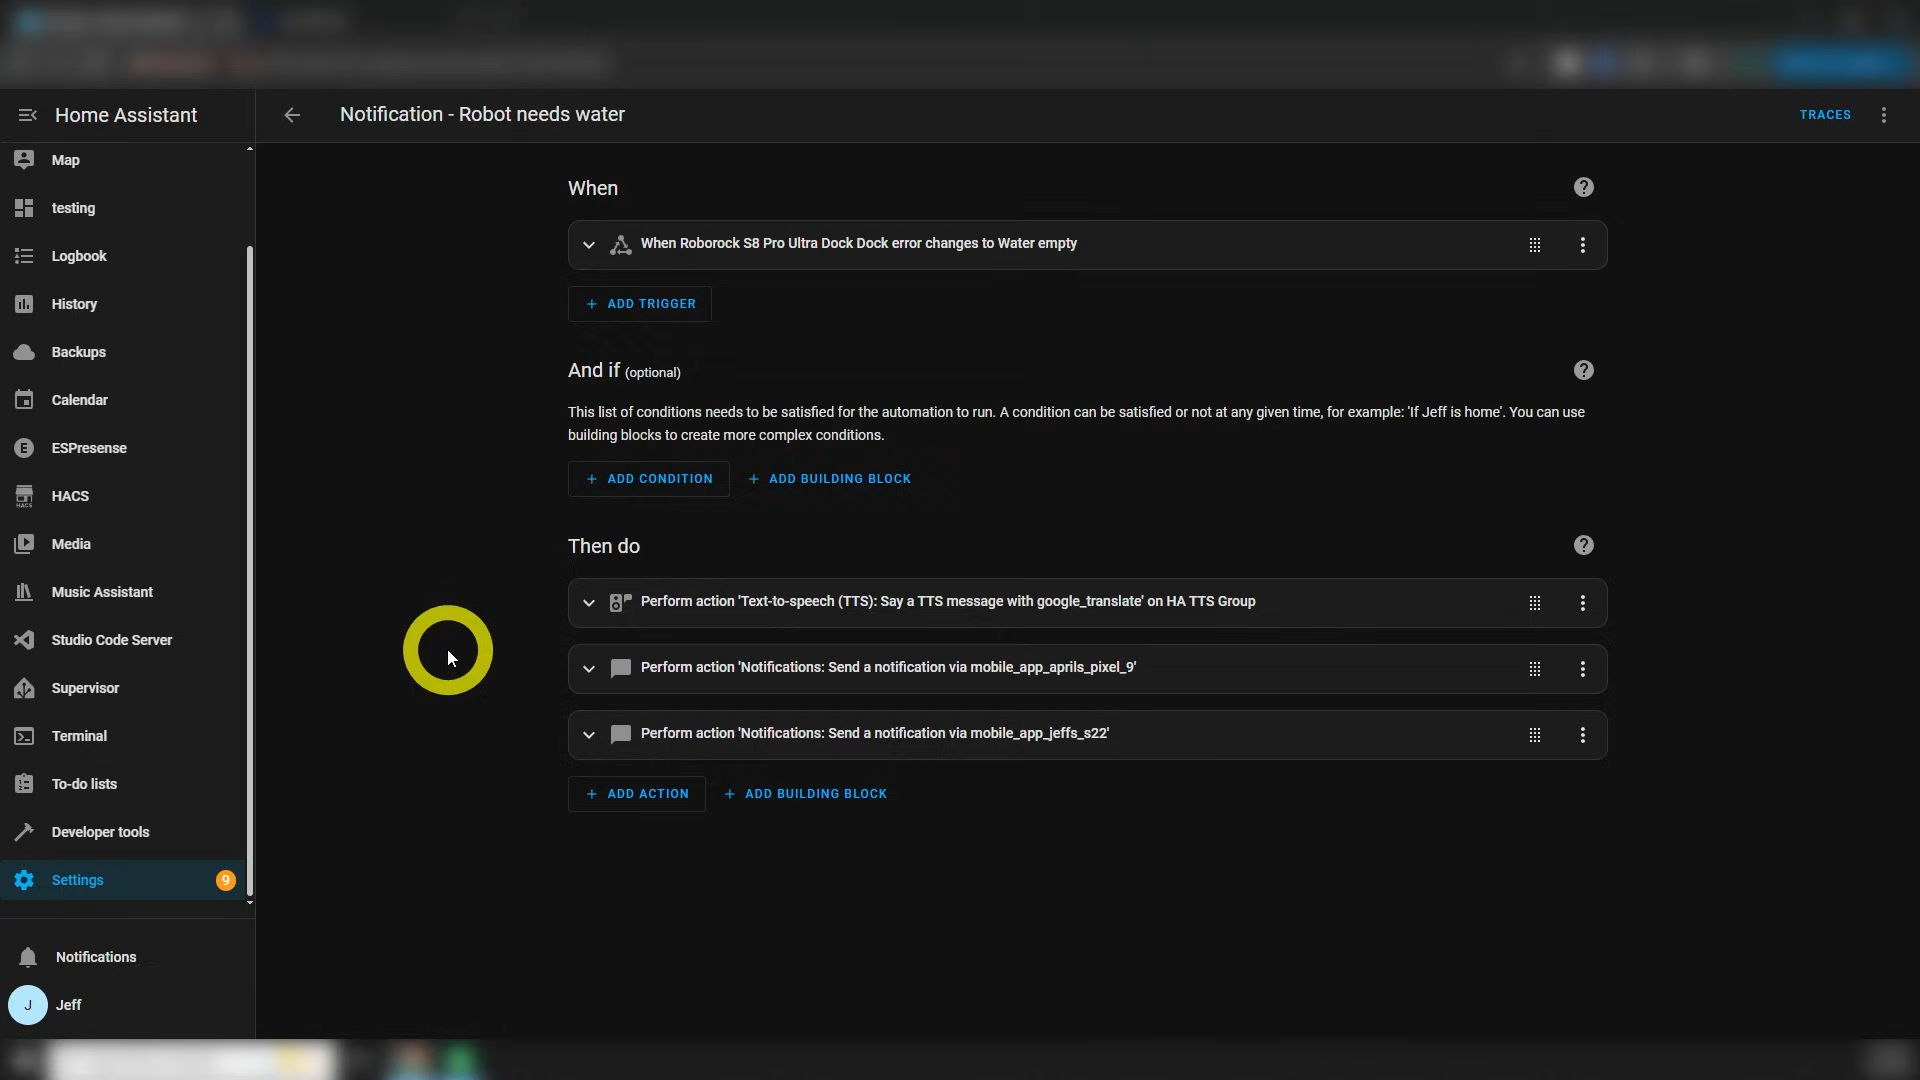 Home Assistant
Notification - Robot needs water
TRACES
Map
testing
Logbook
History
Backups
Calendar
ESPresense
HACS
HACS
Media
Music Assistant
Studio Code Server
Supervisor
Terminal
To-do lists
Developer tools
Settings
9
Notifications
J
Jeff
When
When Roborock S8 Pro Ultra Dock Dock error changes to Water empty
+ ADD TRIGGER
And if (optional)
This list of conditions needs to be satisfied for the automation to run. A condition can be satisfied or not at any given time, for example: 'If Jeff is home'. You can use
building blocks to create more complex conditions.
+ ADD CONDITION + ADD BUILDING BLOCK
Then do
Perform action 'Text-to-speech (TTS): Say a TTS message with google_translate' on HA TTS Group
Perform action 'Notifications: Send a notification via mobile_app_aprils_pixel_9'
Perform action 'Notifications: Send a notification via mobile_app_jeffs_s22'
+ ADD ACTION + ADD BUILDING BLOCK